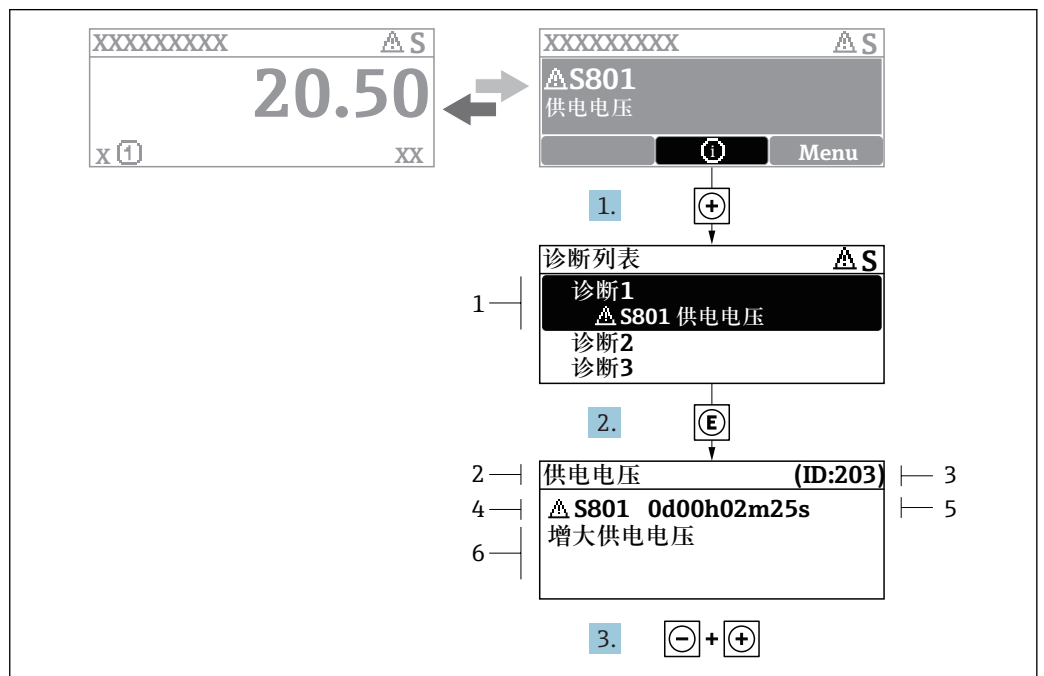 XXXXXXXXX ⚠S
20.50
X ① XX
XXXXXXXXX ⚠S
⚠S801
供电电压
ⓘ Menu
1. +
诊断列表 ⚠S
1
诊断1
⚠S801 供电电压
诊断2
诊断3
2. E
2 供电电压 (ID:203) 3
4 ⚠S801 0d00h02m25s 5
增大供电电压
6
3. - + +